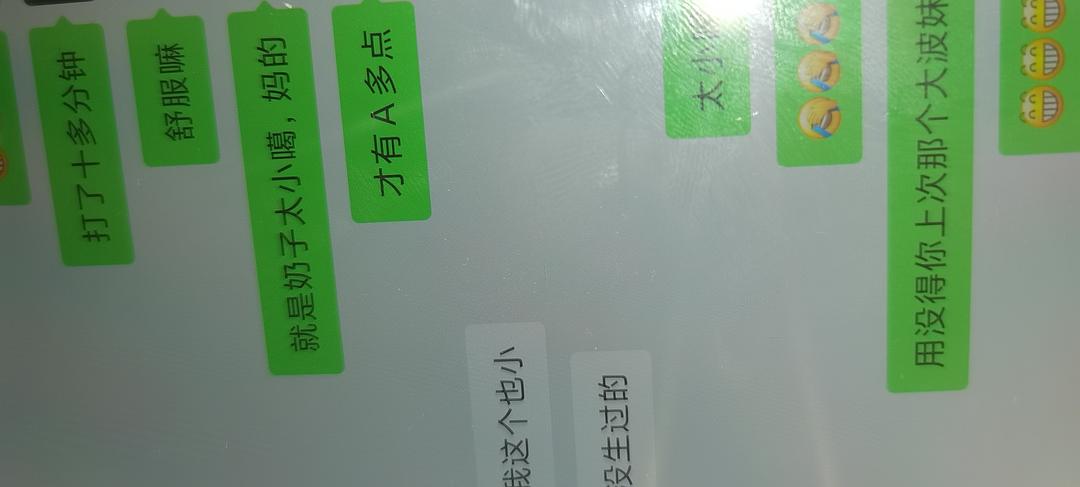 打了十多分钟
舒服嘛
就是奶子太小噶，妈的
才有A多点
我这个也小
没生过的
太小
用没得你上次那个大波妹